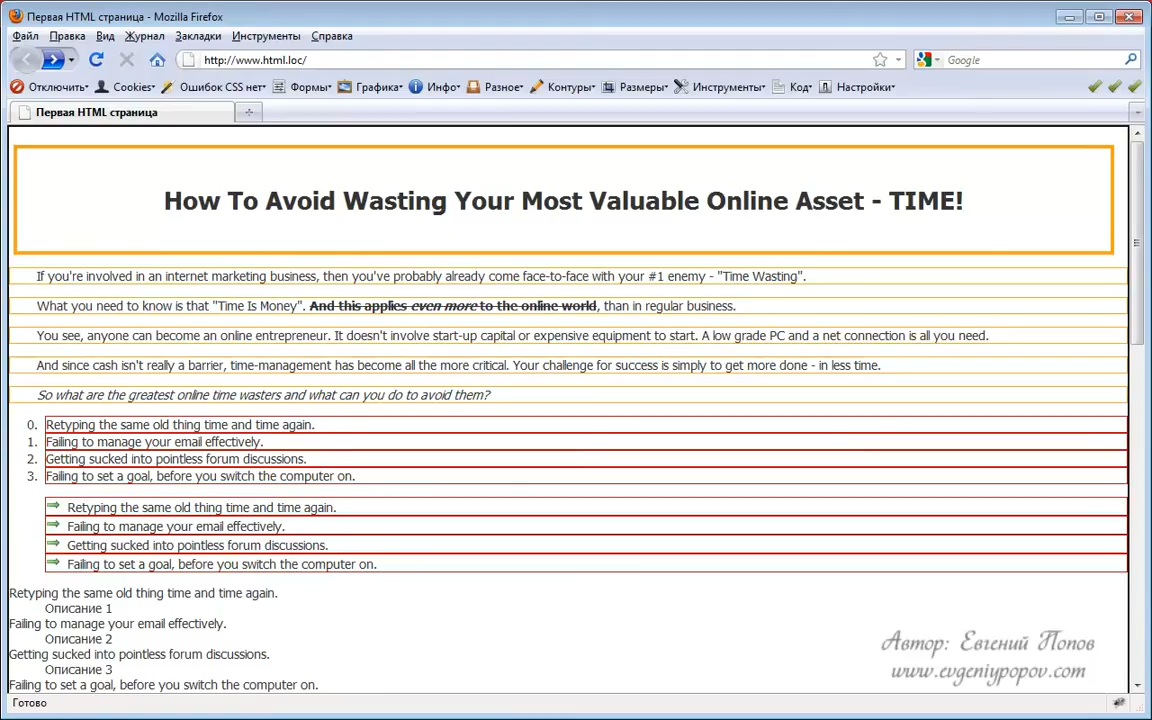 Первая HTML страница - Mozilla Firefox
Файл Правка Вид Журнал Закладки Инструменты Справка
http://www.html.loc/ Google
Отключить Cookies Ошибок CSS нет Формы Графика Инфо Разное Контуры Размеры Инструменты Код Настройки
Первая HTML страница
How To Avoid Wasting Your Most Valuable Online Asset - TIME!
If you're involved in an internet marketing business, then you've probably already come face-to-face with your #1 enemy - "Time Wasting".
What you need to know is that "Time Is Money". And this applies even more to the online world, than in regular business.
You see, anyone can become an online entrepreneur. It doesn't involve start-up capital or expensive equipment to start. A low grade PC and a net connection is all you need.
And since cash isn't really a barrier, time-management has become all the more critical. Your challenge for success is simply to get more done - in less time.
So what are the greatest online time wasters and what can you do to avoid them?
0. Retyping the same old thing time and time again.
1. Failing to manage your email effectively.
2. Getting sucked into pointless forum discussions.
3. Failing to set a goal, before you switch the computer on.
Retyping the same old thing time and time again.
Failing to manage your email effectively.
Getting sucked into pointless forum discussions.
Failing to set a goal, before you switch the computer on.
Retyping the same old thing time and time again.
Описание 1
Failing to manage your email effectively.
Описание 2
Getting sucked into pointless forum discussions.
Описание 3
Failing to set a goal, before you switch the computer on.
Автор: Евгений Попов
www.evgeniypopov.com
Готово